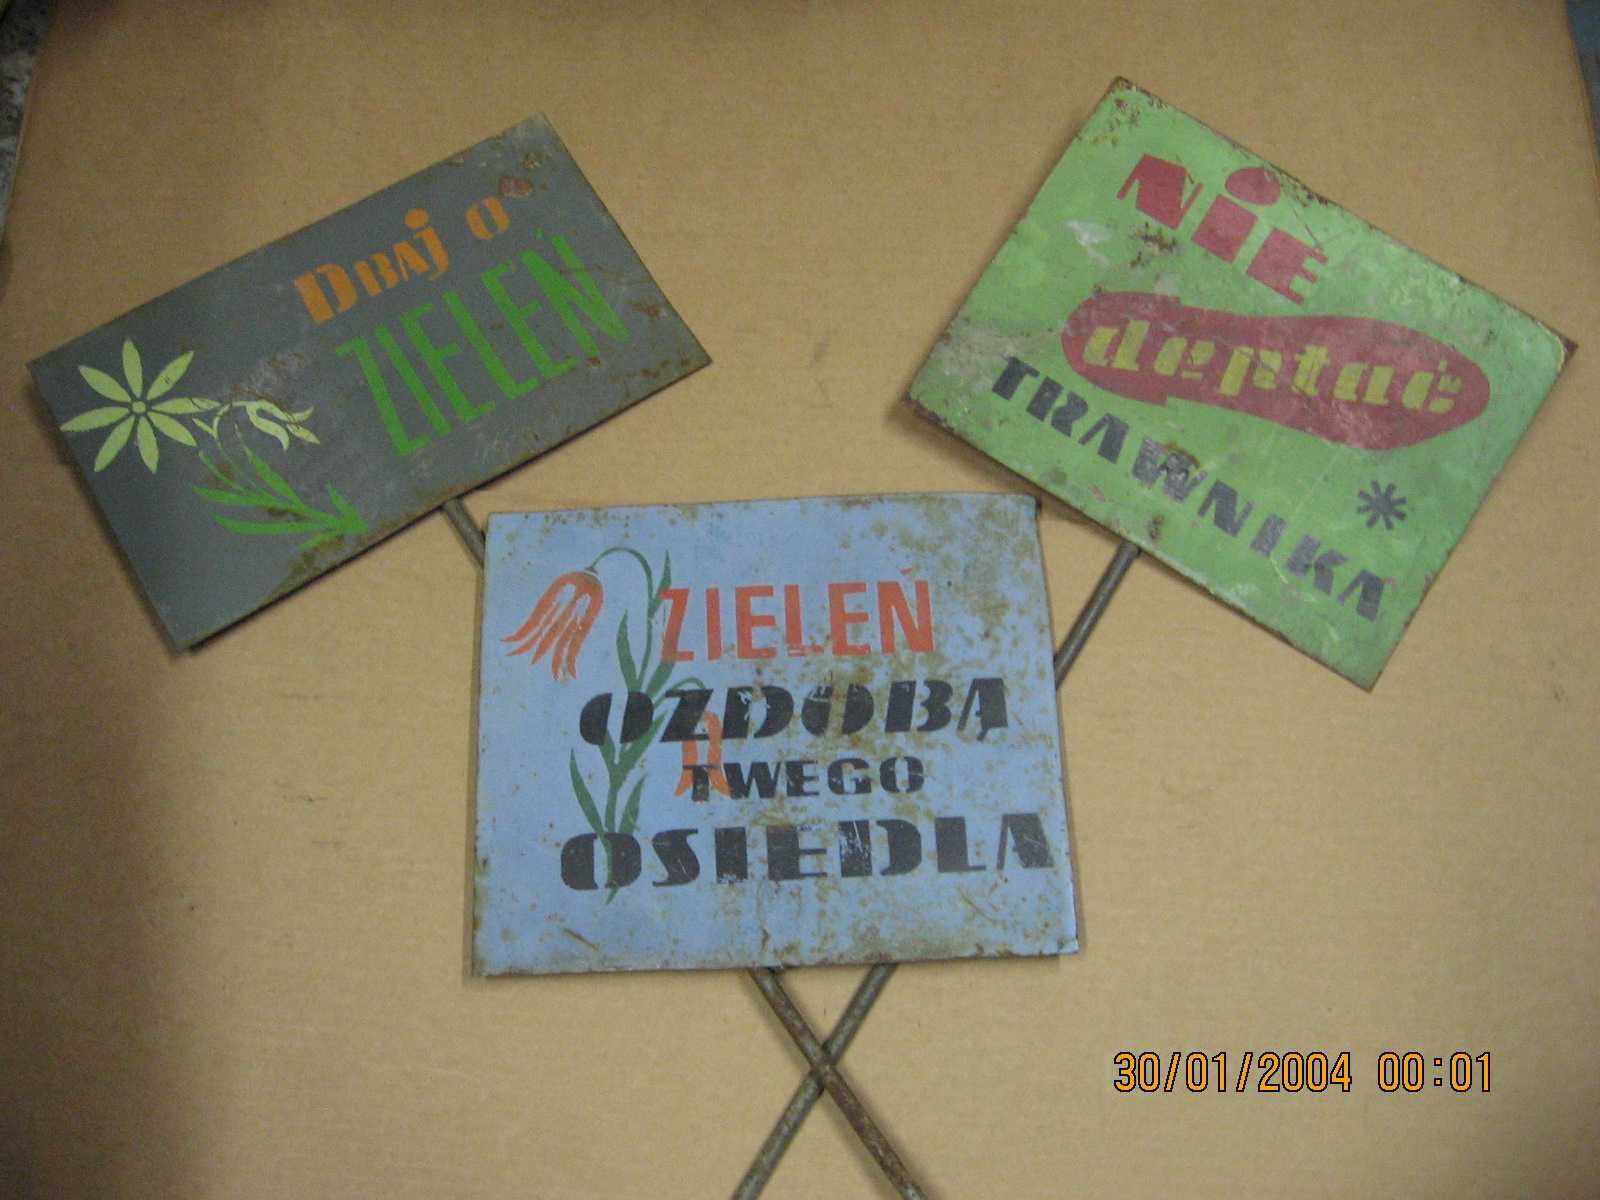 Dbaj o
ZIELEŃ
NiE
deptać
TRAWNIKA
ZIELEŃ
OZDOBĄ
TWEGO
OSIEDLA
30/01/2004 00:01